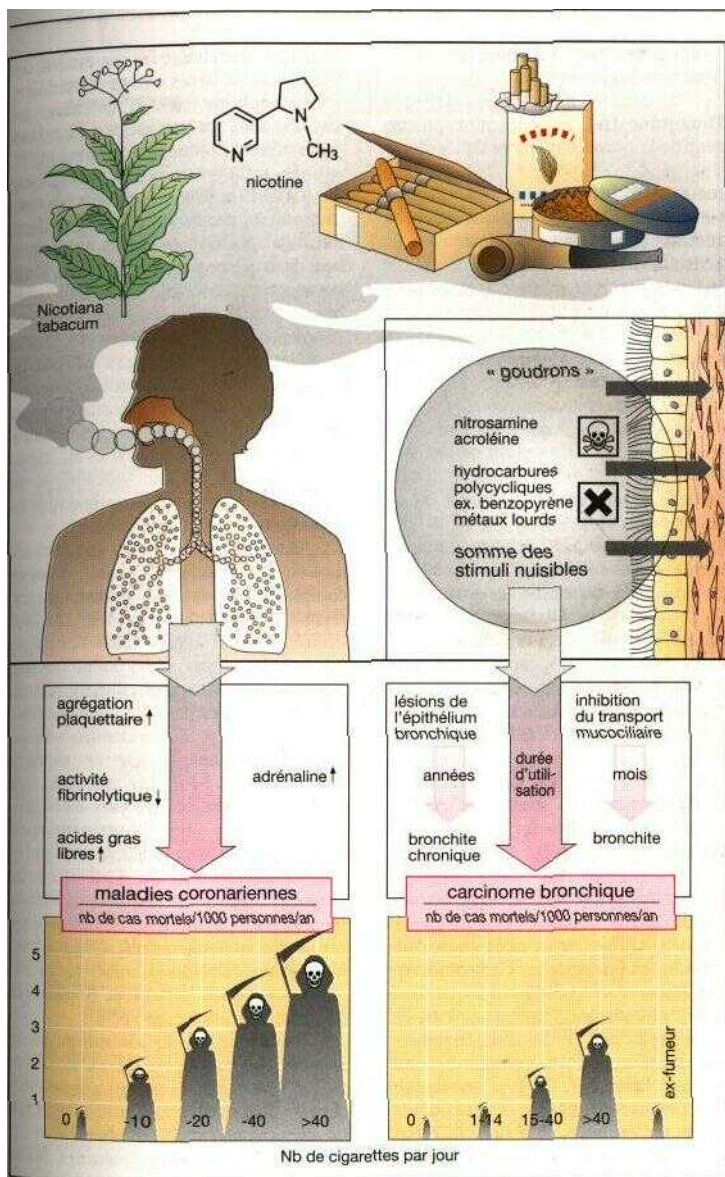 N
CH₃
N
nicotine
Nicotiana
tabacum
« goudrons »
nitrosamine
acroléine
hydrocarbures
polycycliques
ex. benzopyrène
métaux lourds
somme des
stimuli nuisibles
agrégation
plaquettaire ↑
activité
fibrinolytique ↓
acides gras
libres ↑
adrénaline ↑
lésions de
l'épithélium
bronchique
années
bronchite
chronique
durée
d'utili-
sation
inhibition
du transport
mucociliaire
mois
bronchite
maladies coronariennes
nb de cas mortels/1000 personnes/an
5
4
3
2
1
0 -10 -20 -40 >40
carcinome bronchique
nb de cas mortels/1000 personnes/an
0 1-14 15-40 >40
ex-fumeur
Nb de cigarettes par jour